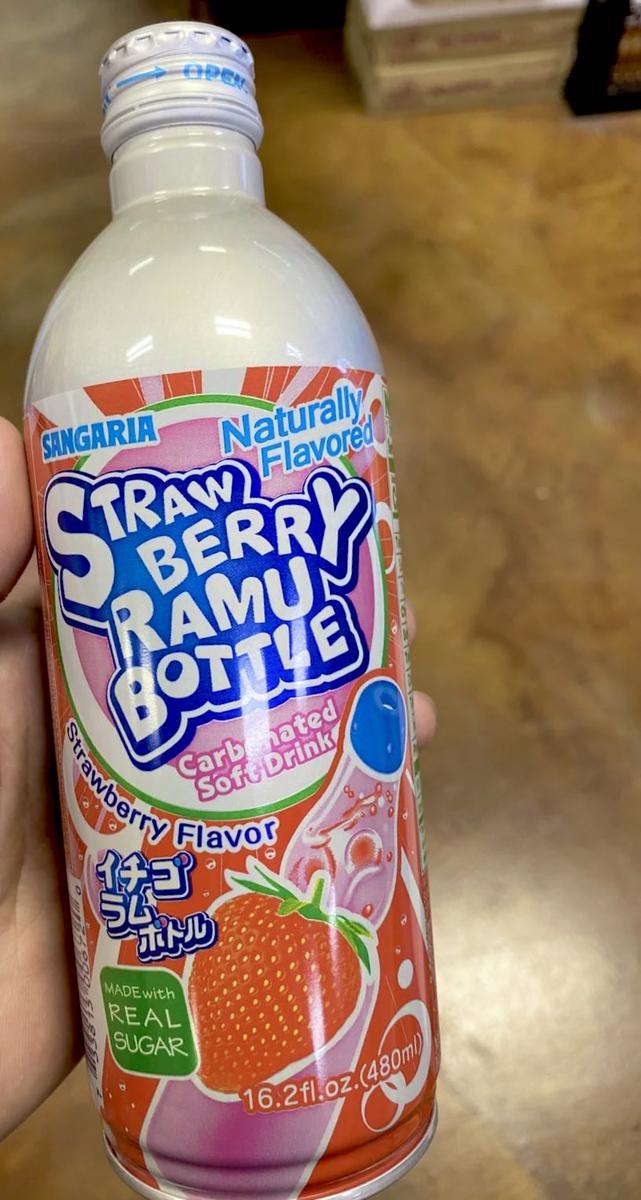 OPEN
SANGARIA
Naturally
Flavored
STRAW
BERRY
RAMU
BOTTLE
Carbonated
Soft Drink
Strawberry Flavor
イチゴ
ラム
ボトル
MADE with
REAL
SUGAR
16.2fl.oz.(480ml)